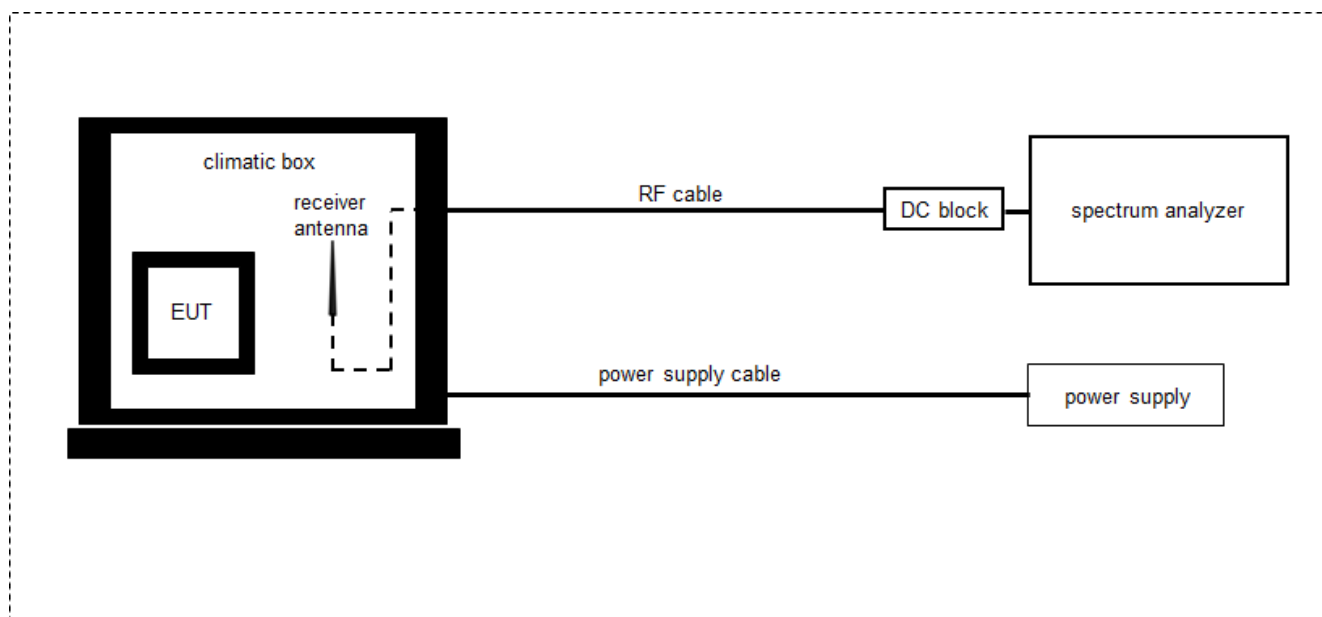 climatic box
receiver
antenna
EUT
RF cable
DC block
spectrum analyzer
power supply cable
power supply